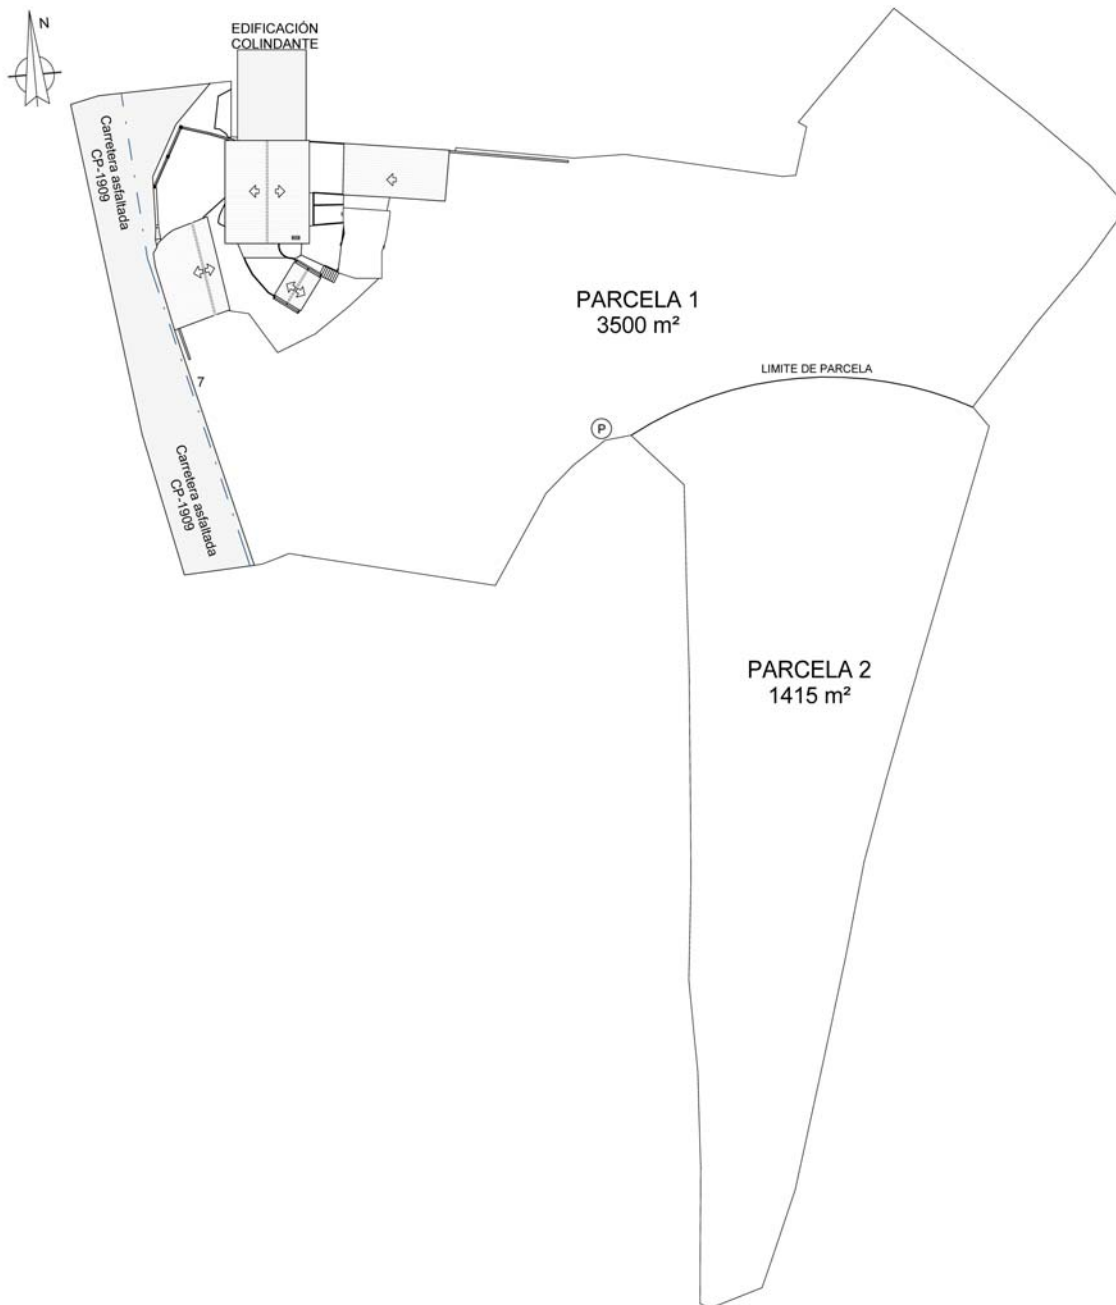 N
EDIFICACIÓN
COLINDANTE
Carretera asfaltada
CP-1909
PARCELA 1
3500 m²
LIMITE DE PARCELA
7
P
Carretera asfaltada
CP-1909
PARCELA 2
1415 m²